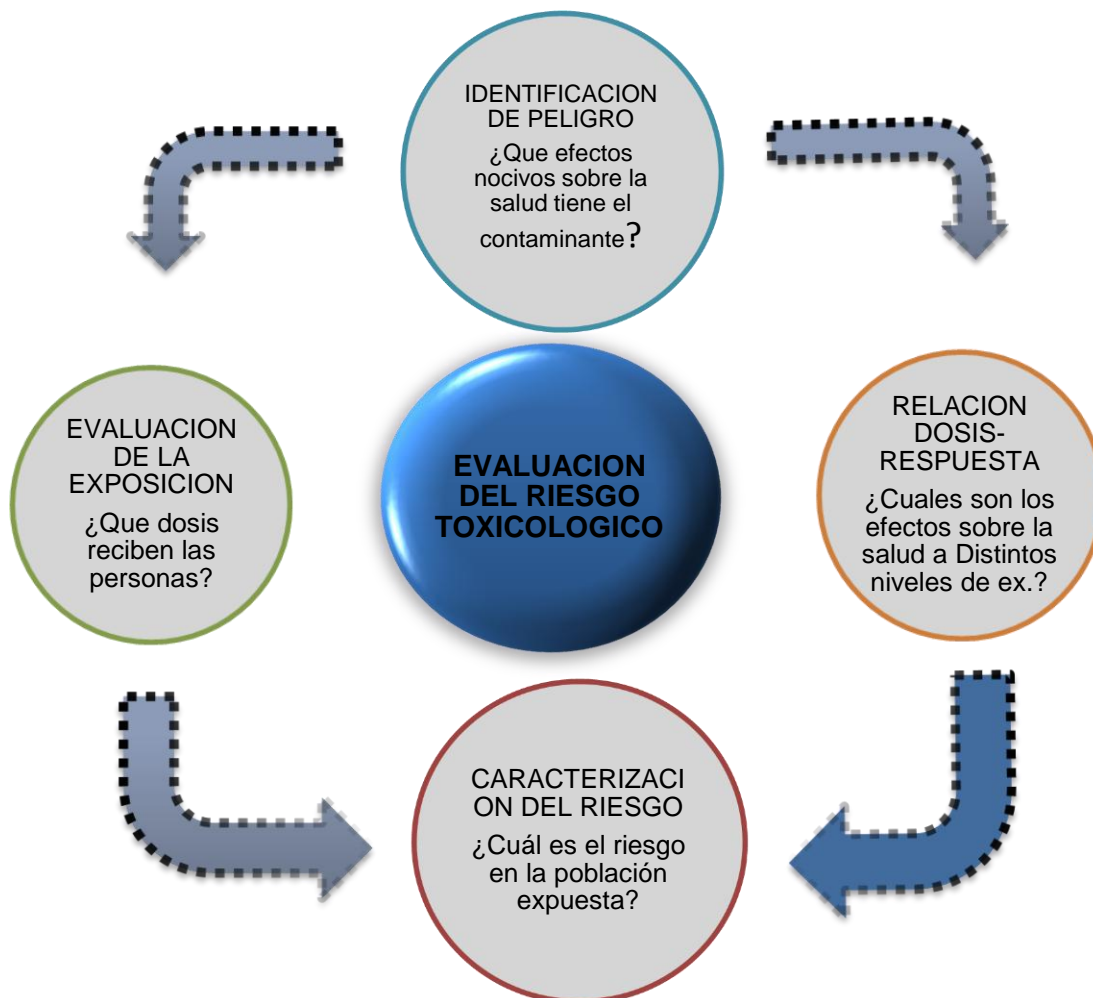 IDENTIFICACION
DE PELIGRO
¿Que efectos
nocivos sobre la
salud tiene el
contaminante?
EVALUACION
DE LA
EXPOSICION
¿Que dosis
reciben las
personas?
EVALUACION
DEL RIESGO
TOXICOLOGICO
RELACION
DOSIS-
RESPUESTA
¿Cuales son los
efectos sobre la
salud a Distintos
niveles de ex.?
CARACTERIZACI
ON DEL RIESGO
¿Cuál es el riesgo
en la población
expuesta?